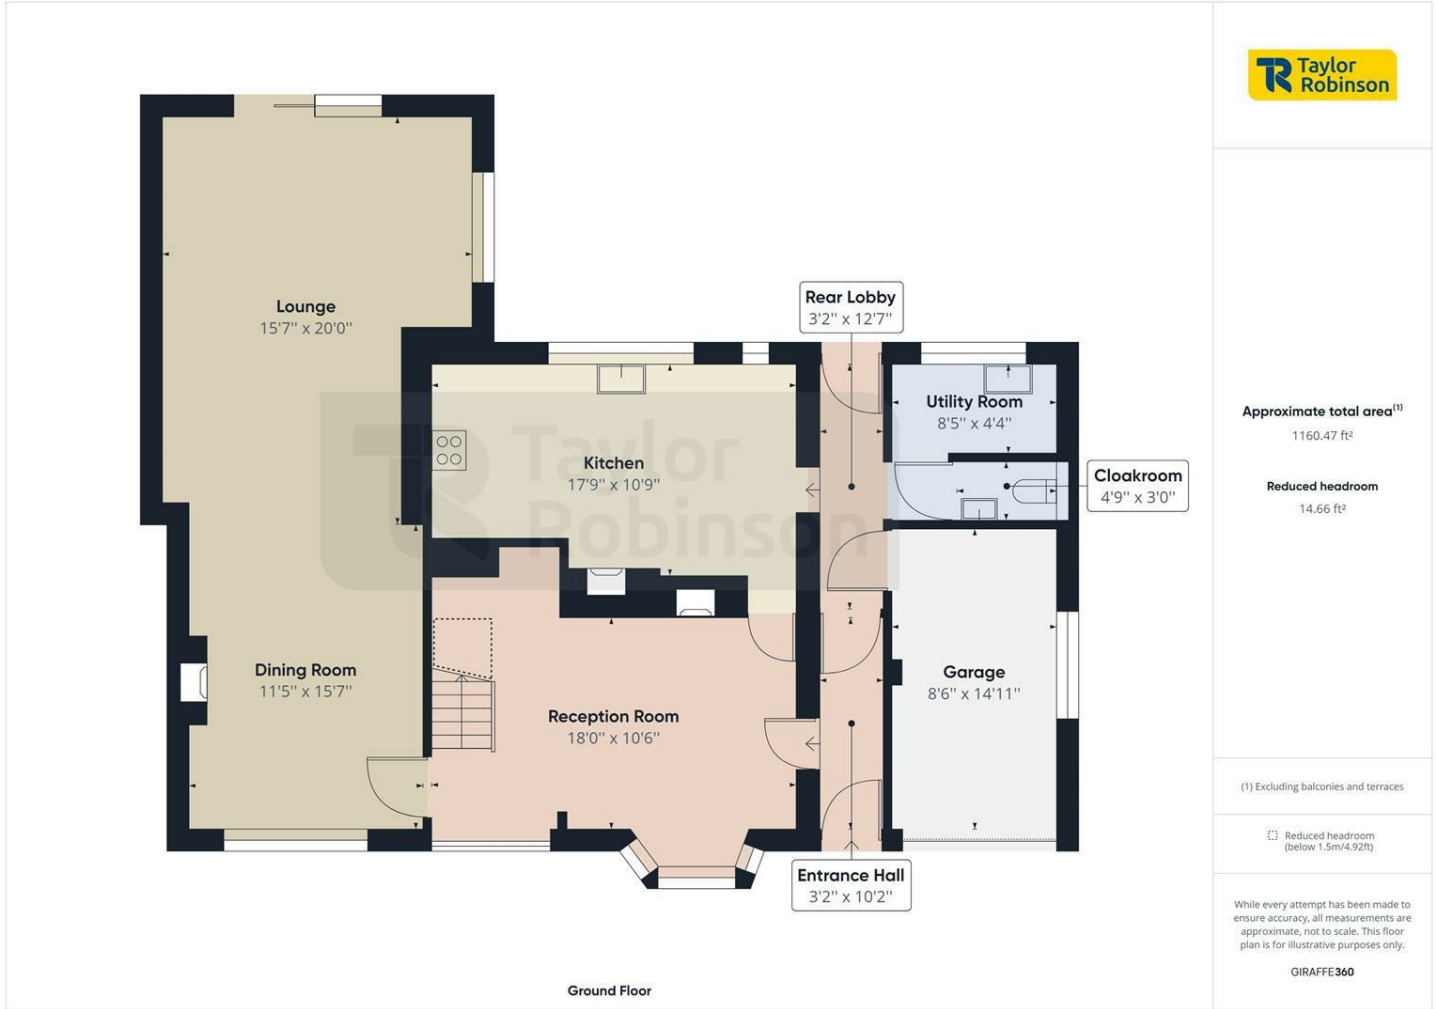 Taylor
Robinson
Lounge
15'7'' x 20'0''
Rear Lobby
3'2'' x 12'7''
Utility Room
8'5'' x 4'4''
Kitchen
17'9'' x 10'9''
Cloakroom
4'9'' x 3'0''
Taylor
Robinson
Dining Room
11'5'' x 15'7''
Reception Room
18'0'' x 10'6''
Garage
8'6'' x 14'11''
Entrance Hall
3'2'' x 10'2''
Ground Floor
Approximate total area(1)
1160.47 ft²
Reduced headroom
14.66 ft²
(1) Excluding balconies and terraces
Reduced headroom
(below 1.5m/4.92ft)
While every attempt has been made to
ensure accuracy, all measurements are
approximate, not to scale. This floor
plan is for illustrative purposes only.
GIRAFFE360